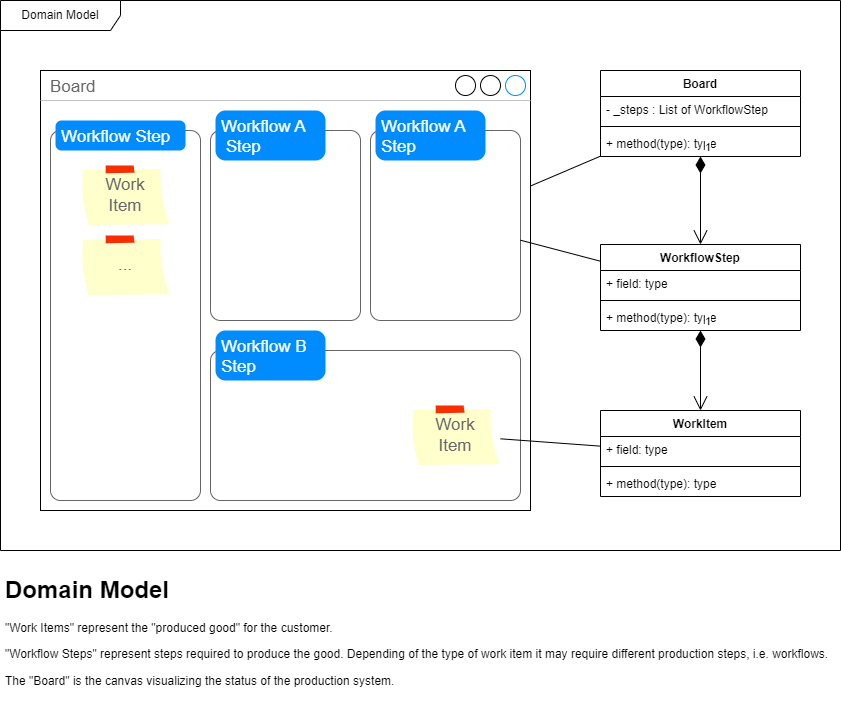 Domain Model
Board
Workflow Step
Work
Item
...
Workflow A
Step
Workflow A
Step
Workflow B
Step
Work
Item
Board
- _steps : List of WorkflowStep
+ method(type): type
1
WorkflowStep
+ field: type
+ method(type): type
1
WorkItem
+ field: type
+ method(type): type
Domain Model
"Work Items" represent the "produced good" for the customer.
"Workflow Steps" represent steps required to produce the good. Depending of the type of work item it may require different production steps, i.e. workflows.
The "Board" is the canvas visualizing the status of the production system.